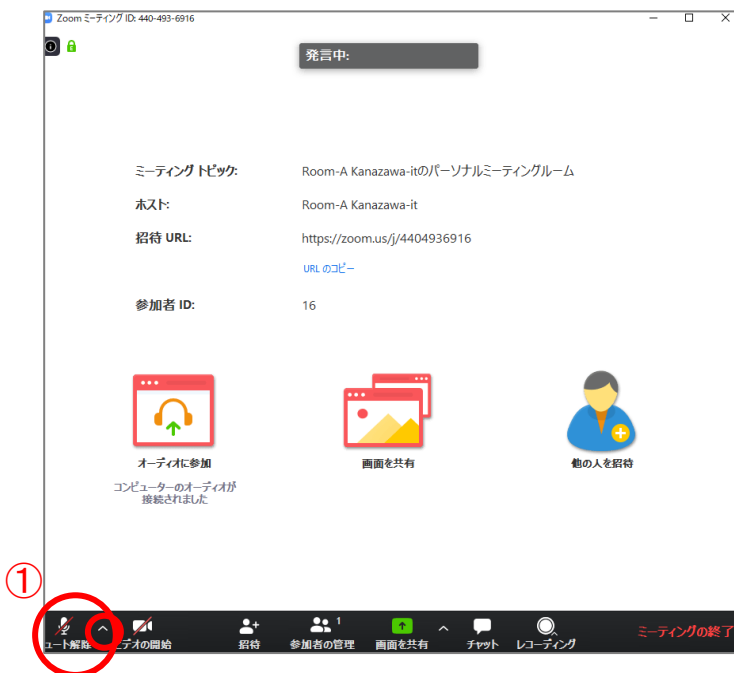 Zoom ミーティング ID: 440-493-6916
発言中:
ミーティング トピック: Room-A Kanazawa-itのパーソナルミーティングルーム
ホスト: Room-A Kanazawa-it
招待 URL: https://zoom.us/j/4404936916
URL のコピー
参加者 ID: 16
オーディオに参加
コンピューターのオーディオが
接続されました
画面を共有
他の人を招待
①
ュート解除
デオの開始
招待
1
参加者の管理
画面を共有
チャット
レコーディング
ミーティングの終了